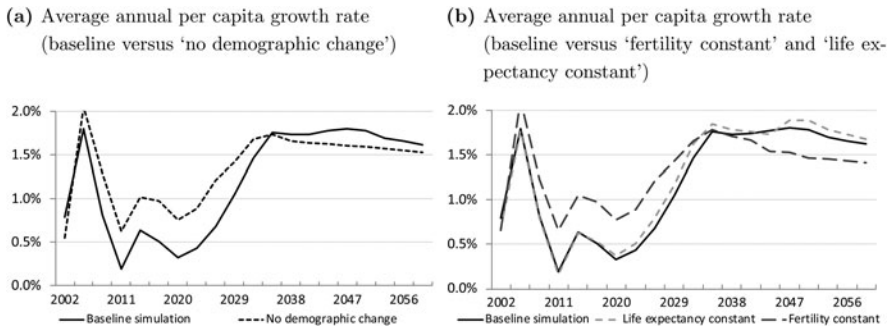 (a) Average annual per capita growth rate
(baseline versus ‘no demographic change’)
2.0%
1.5%
1.0%
0.5%
0.0%
2002 2011 2020 2029 2038 2047 2056
Baseline simulation No demographic change
(b) Average annual per capita growth rate
(baseline versus ‘fertility constant’ and ‘life ex-
pectancy constant’)
2.0%
1.5%
1.0%
0.5%
0.0%
2002 2011 2020 2029 2038 2047 2056
Baseline simulation Life expectancy constant Fertility constant